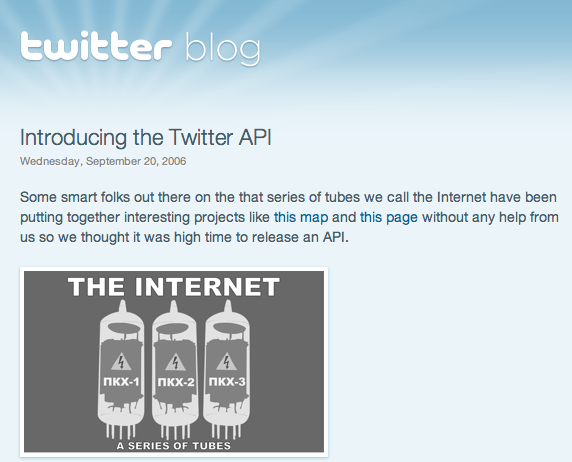 twitter blog
Introducing the Twitter API
Wednesday, September 20, 2006
Some smart folks out there on the that series of tubes we call the Internet have been
putting together interesting projects like this map and this page without any help from
us so we thought it was high time to release an API.
THE INTERNET
ПКХ-1 ПКХ-2 ПКХ-3
A SERIES OF TUBES